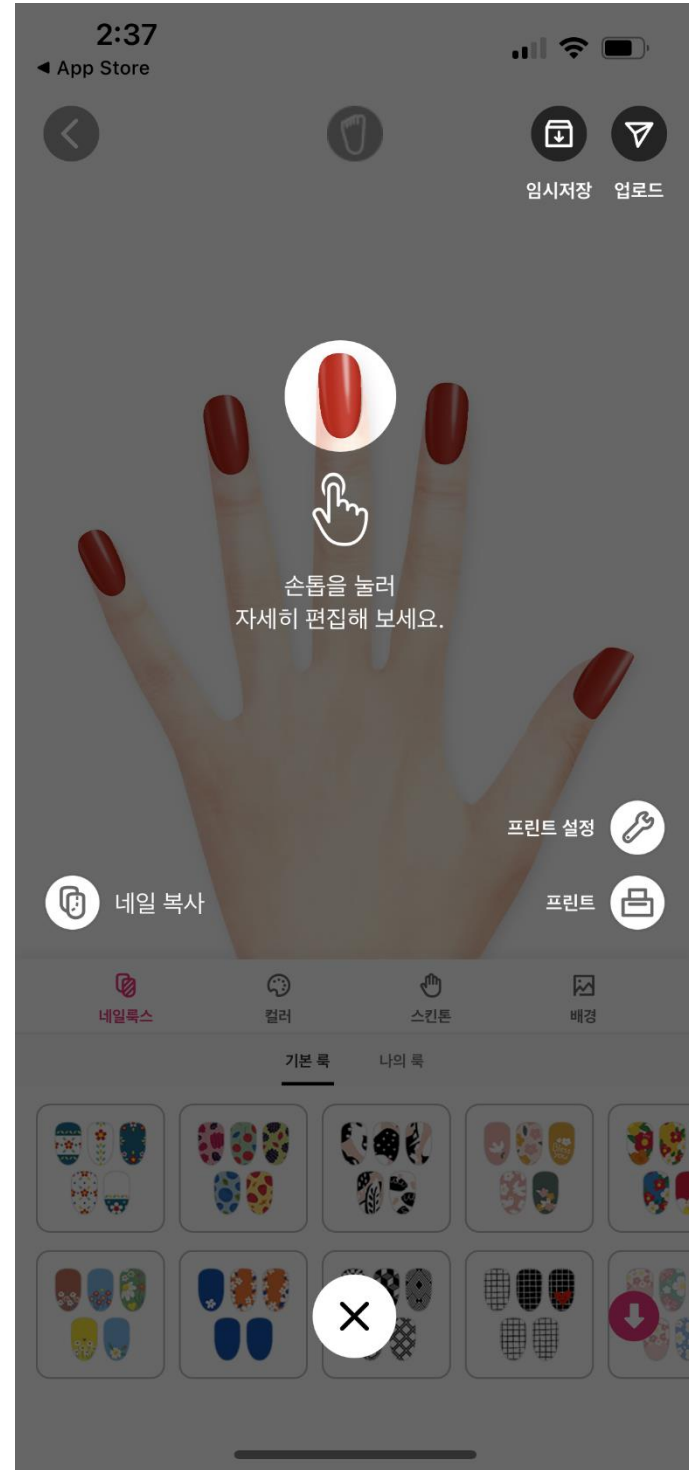 2:37
◀ App Store
임시저장
업로드
손톱을 눌러
자세히 편집해 보세요.
프린트 설정
네일 복사
프린트
네일룩스
컬러
스킨톤
배경
기본 룩
나의 룩